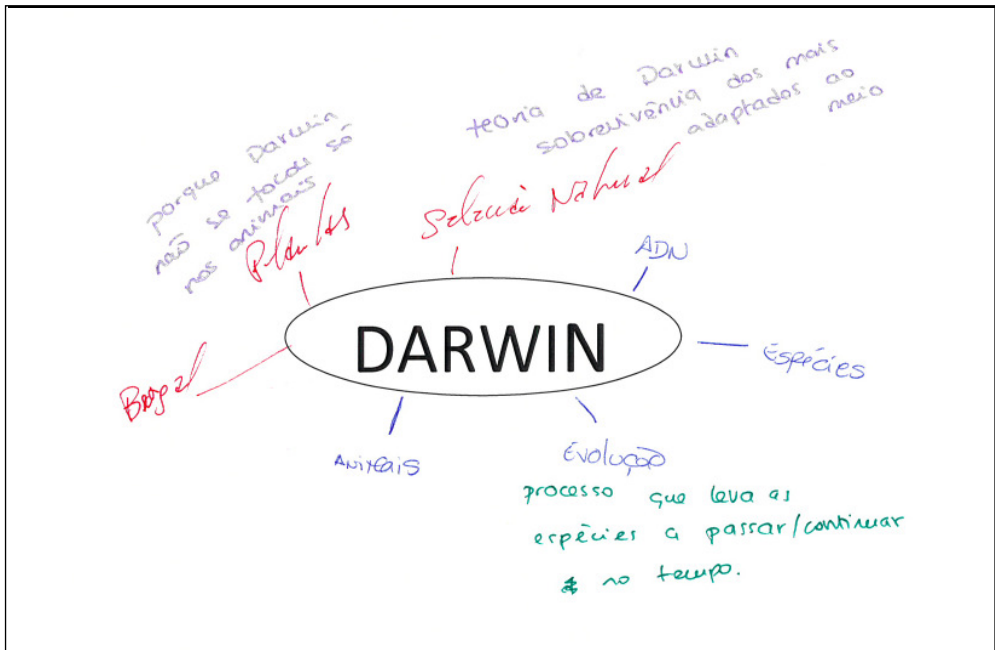 porque Darwin
não se focou só
nos animais
Plantas
teoria de Darwin
sobrevivência dos mais
adaptados ao
meio
Selecção Natural
ADN
DARWIN
Espécies
Animais
Evolução
processo que leva as
espécies a passar/continuar
no tempo.